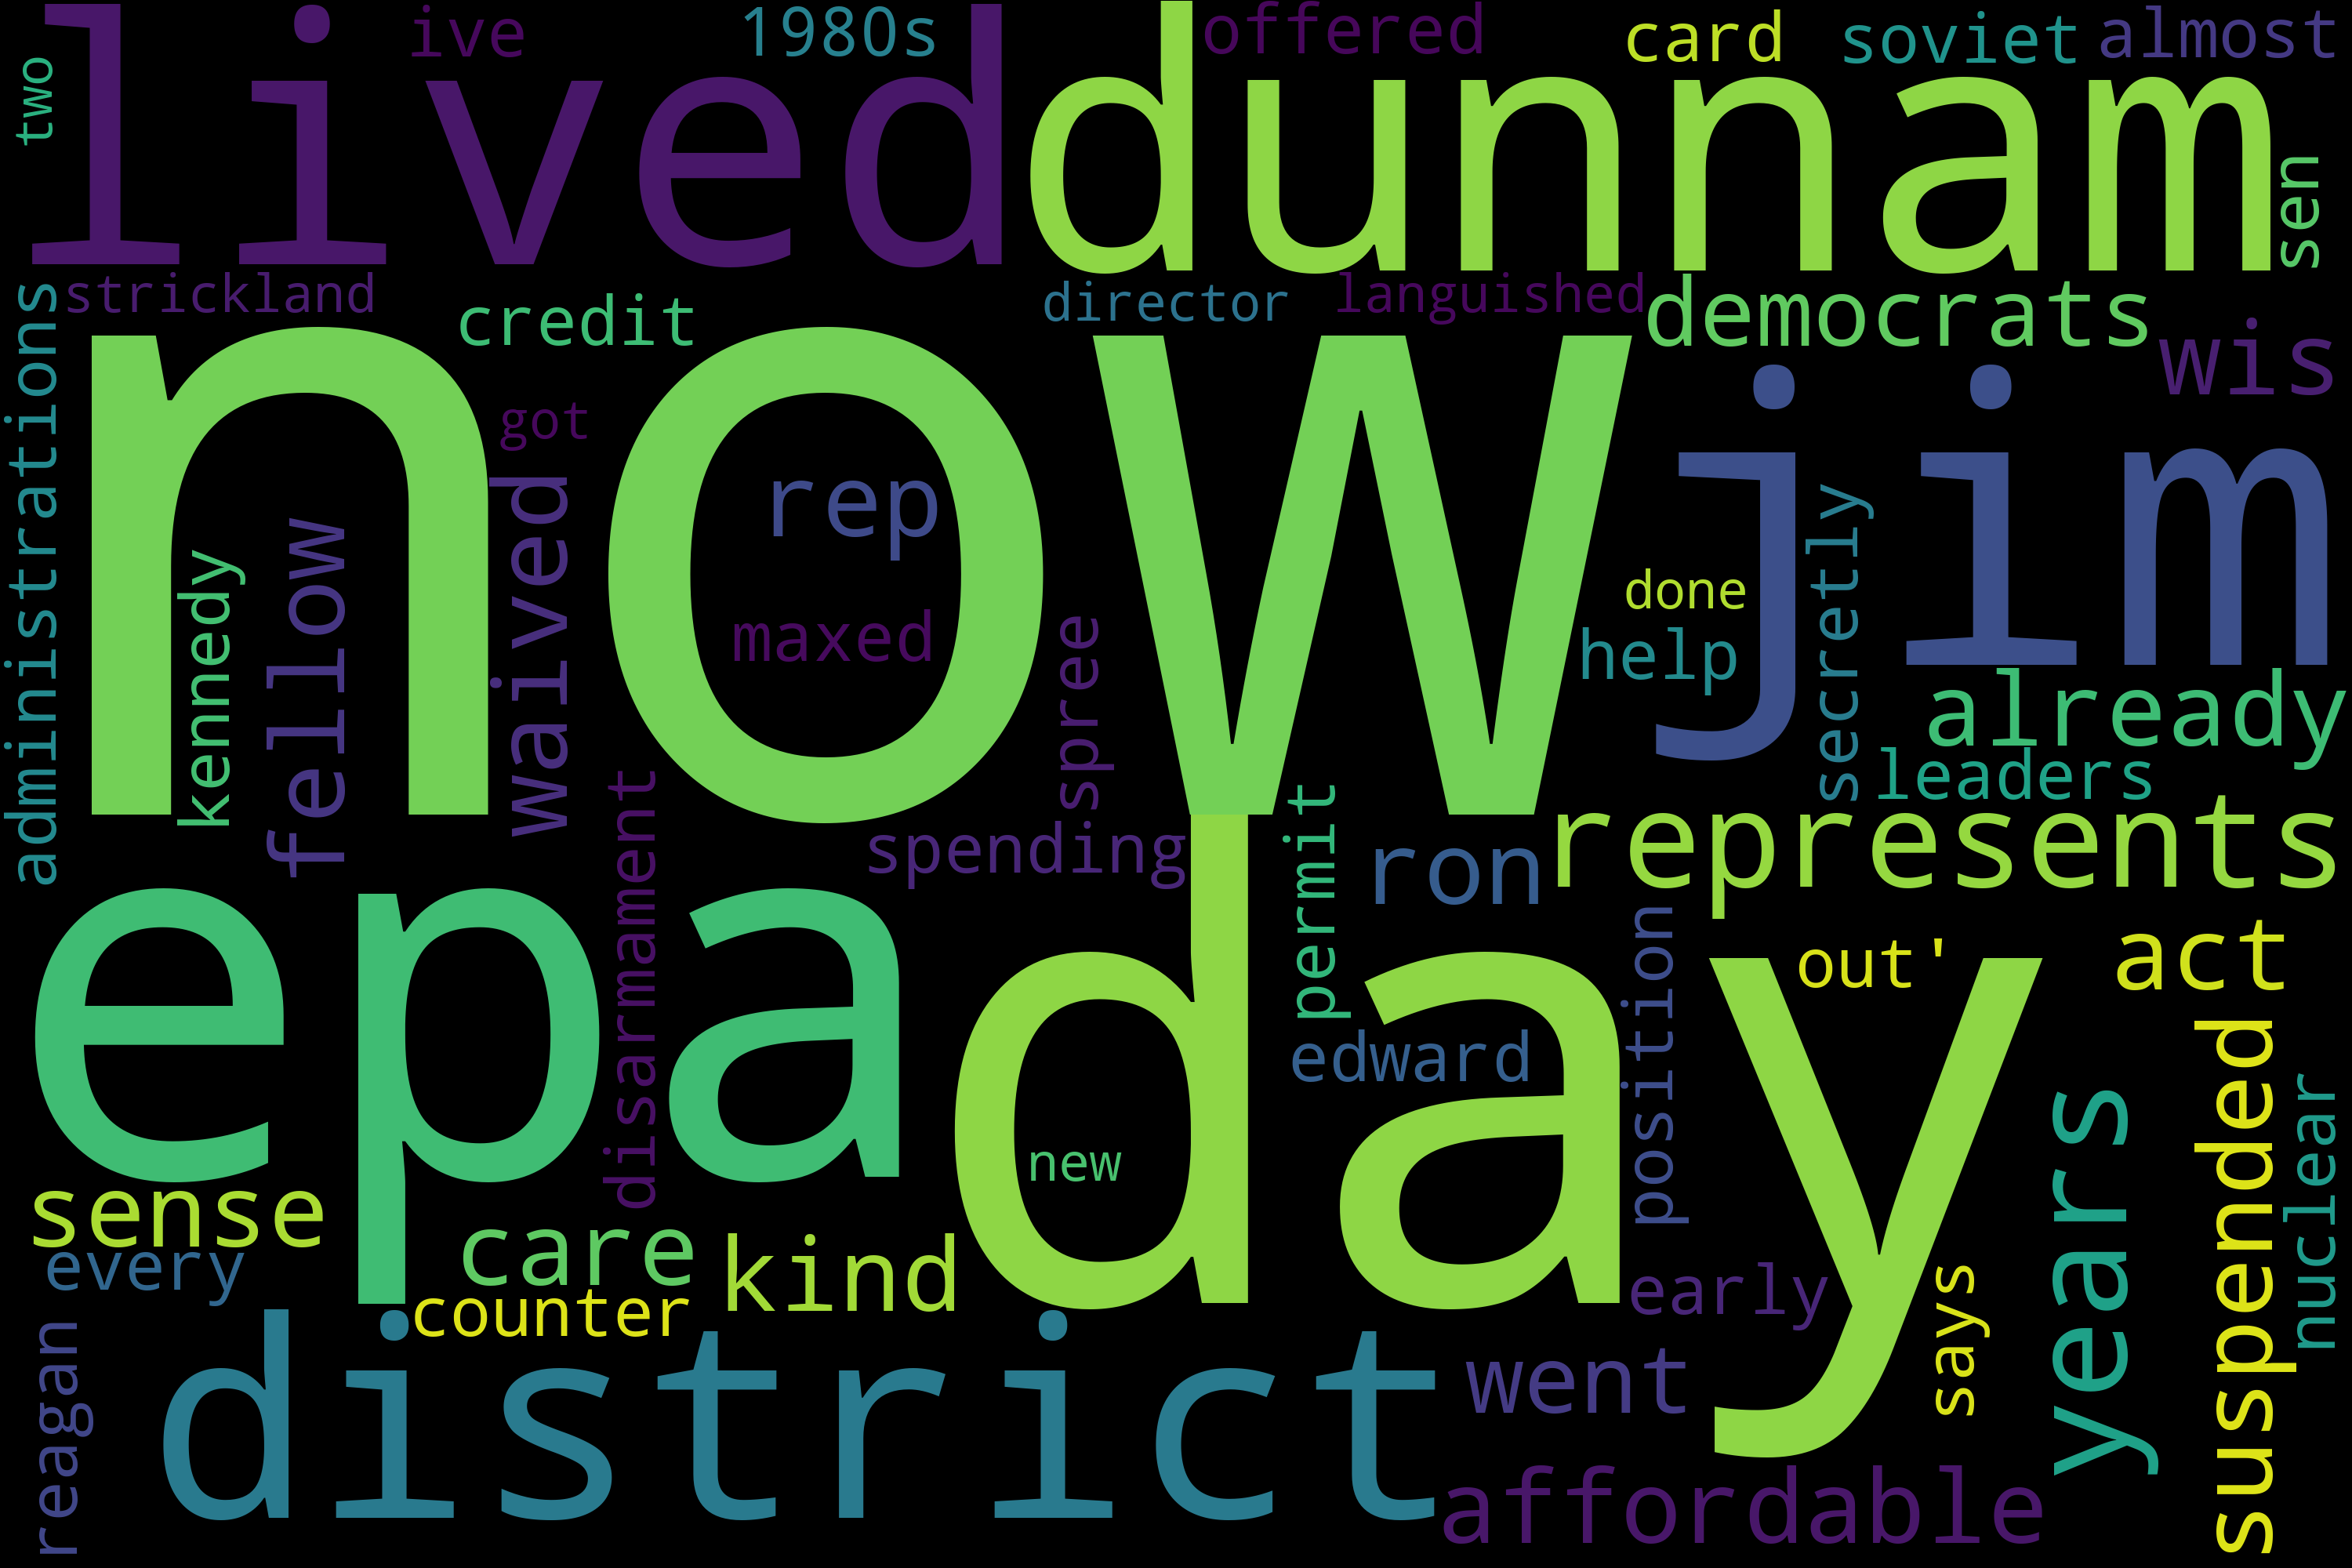 lived
dunnam
two
ive
1980s
offered
card
soviet
almost
sen
strickland
credit
director
languished
democrats
wis
administrations
now
jim
got
rep
kennedy
fellow
waived
maxed
spree
done
help
secretly
already
leaders
represents
disarmament
spending
permit
ron
epa
day
position
out'
act
edward
new
years
suspended
nuclear
sense
every
care
kind
counter
early
says
reagan
district
went
affordable